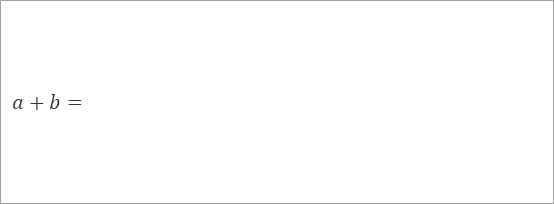 a + b =